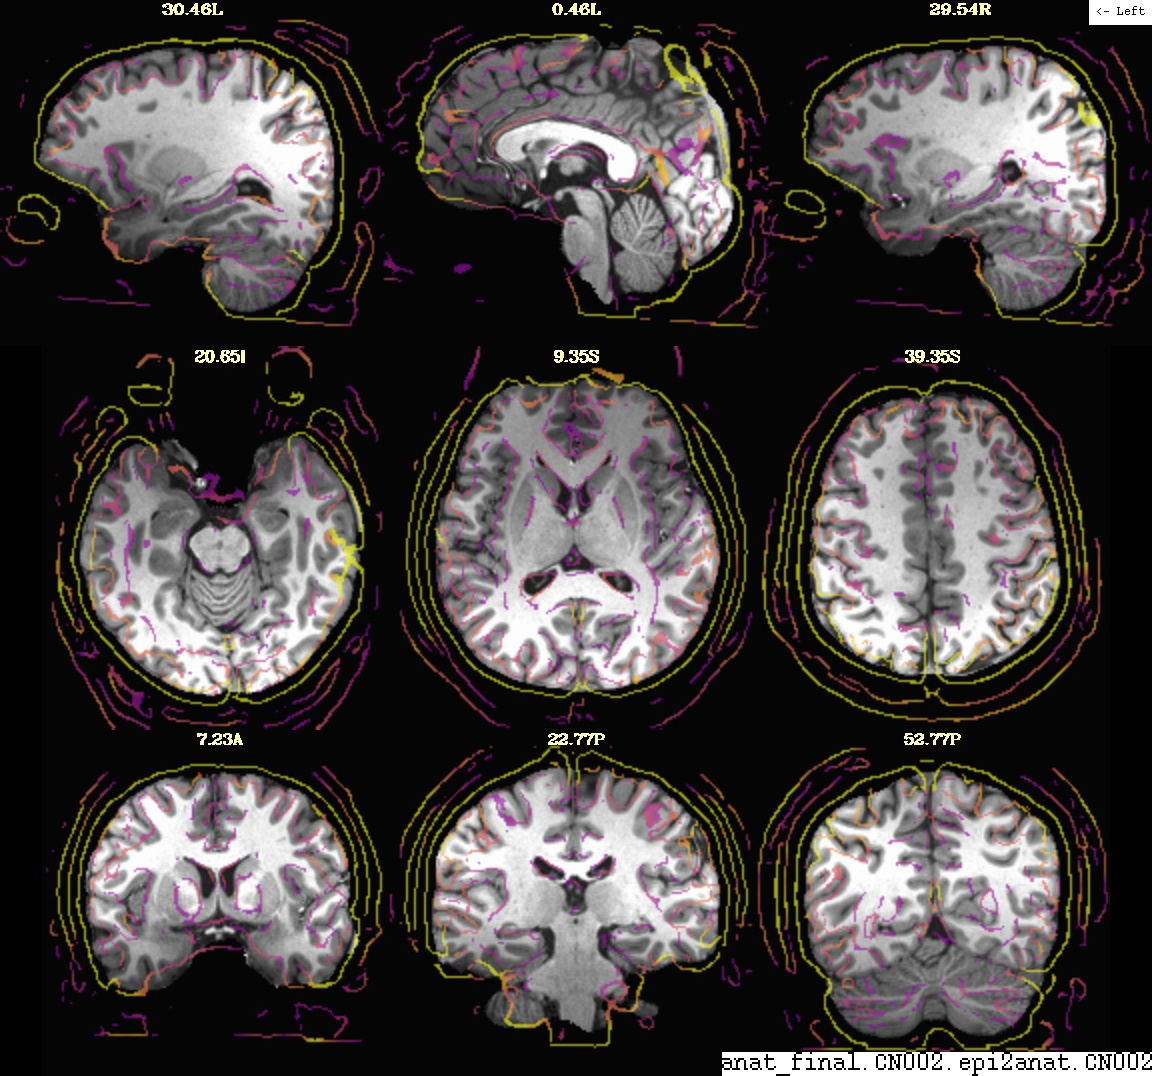 30.46L 0.46L 29.54R
<- Left
20.65I 9.35S 39.35S
7.23A 22.77P 52.77P
anat_final.CN002.epi2anat.CN002